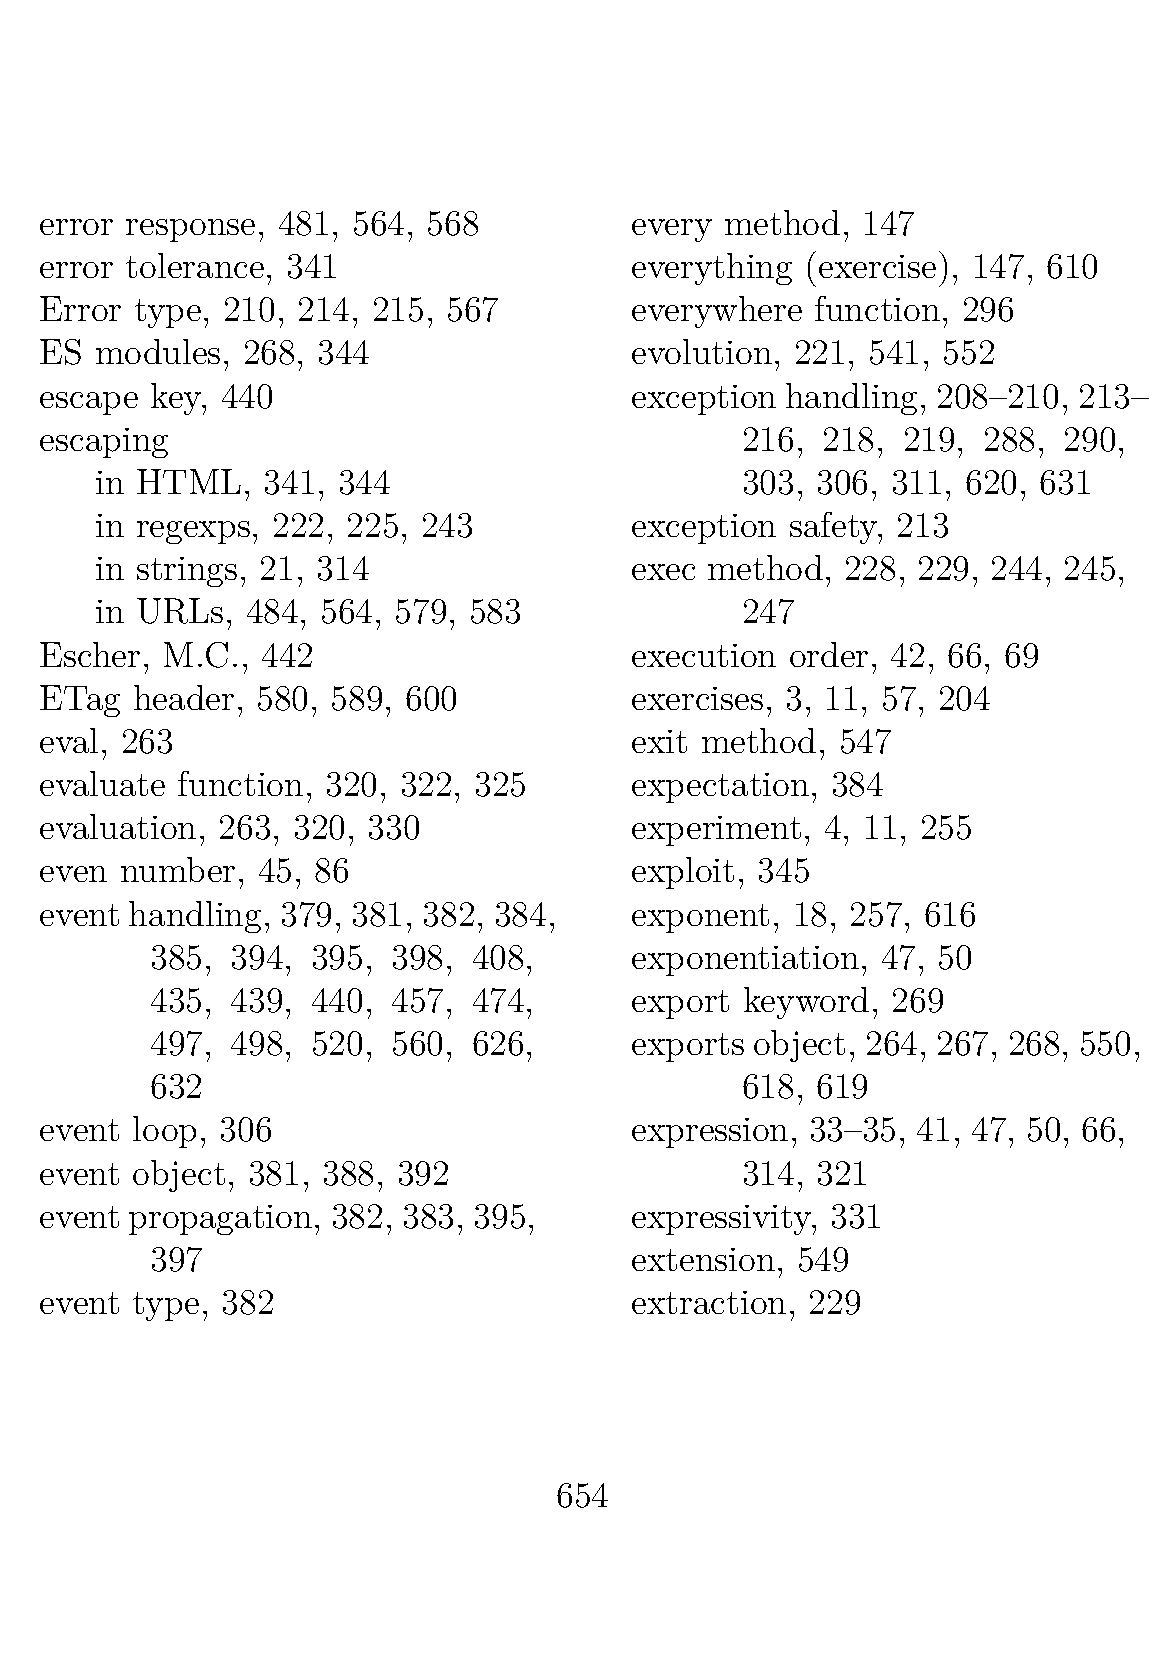 error response, 481, 564, 568
error tolerance, 341
Error type, 210, 214, 215, 567
ES modules, 268, 344
escape key, 440
escaping
in HTML, 341, 344
in regexps, 222, 225, 243
in strings, 21, 314
in URLs, 484, 564, 579, 583
Escher, M.C., 442
ETag header, 580, 589, 600
eval, 263
evaluate function, 320, 322, 325
evaluation, 263, 320, 330
even number, 45, 86
event handling, 379, 381, 382, 384,
385, 394, 395, 398, 408,
435, 439, 440, 457, 474,
497, 498, 520, 560, 626,
632
event loop, 306
event object, 381, 388, 392
event propagation, 382, 383, 395,
397
event type, 382
every method, 147
everything (exercise), 147, 610
everywhere function, 296
evolution, 221, 541, 552
exception handling, 208–210, 213–
216, 218, 219, 288, 290,
303, 306, 311, 620, 631
exception safety, 213
exec method, 228, 229, 244, 245,
247
execution order, 42, 66, 69
exercises, 3, 11, 57, 204
exit method, 547
expectation, 384
experiment, 4, 11, 255
exploit, 345
exponent, 18, 257, 616
exponentiation, 47, 50
export keyword, 269
exports object, 264, 267, 268, 550,
618, 619
expression, 33–35, 41, 47, 50, 66,
314, 321
expressivity, 331
extension, 549
extraction, 229
654